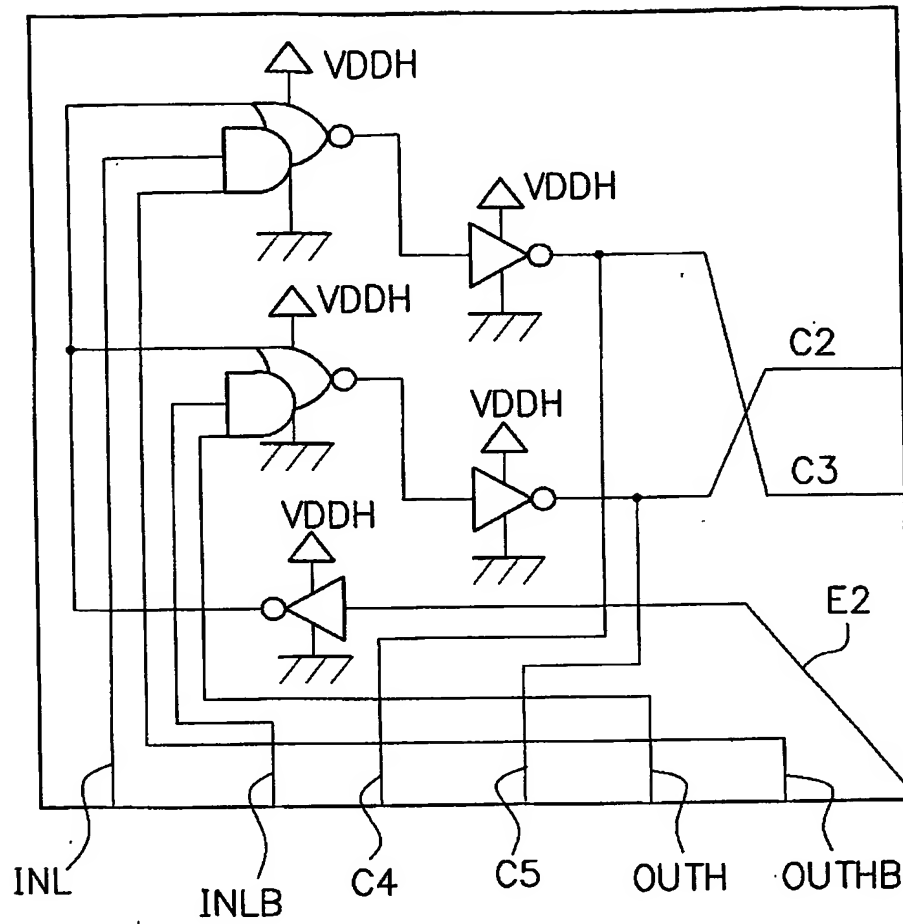 VDDH
VDDH
VDDH
C2
VDDH
C3
VDDH
E2
INL
INLB
C4
C5
OUTH
OUTHB